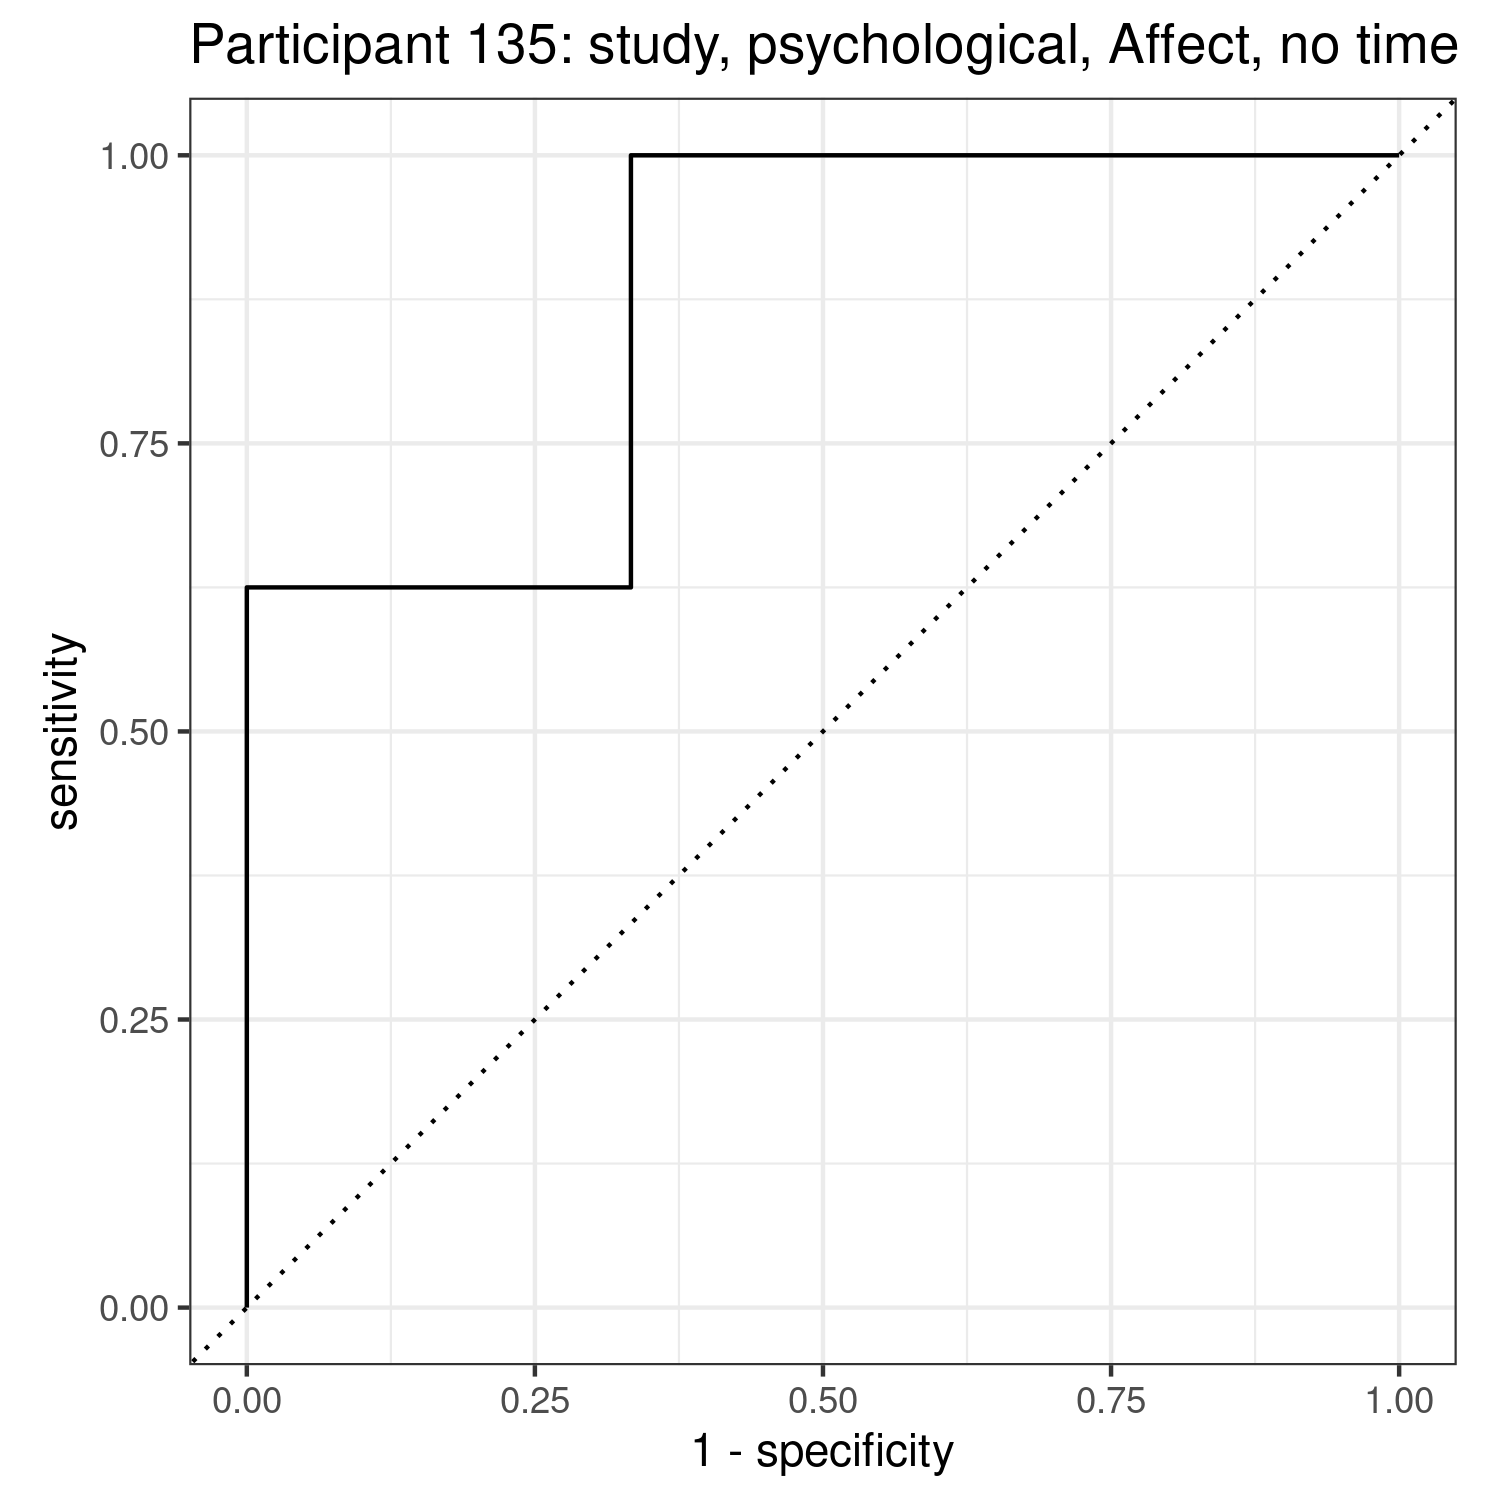 Participant 135: study, psychological, Affect, no time
1.00
0.75
0.50
0.25
0.00
sensitivity
0.00 0.25 0.50 0.75 1.00
1 - specificity